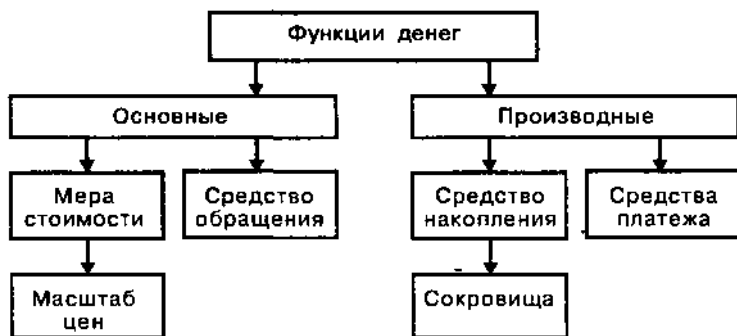 Функции денег
Основные
Производные
Мера
стоимости
Средство
обращения
Средство
накопления
Средства
платежа
Масштаб
цен
Сокровища